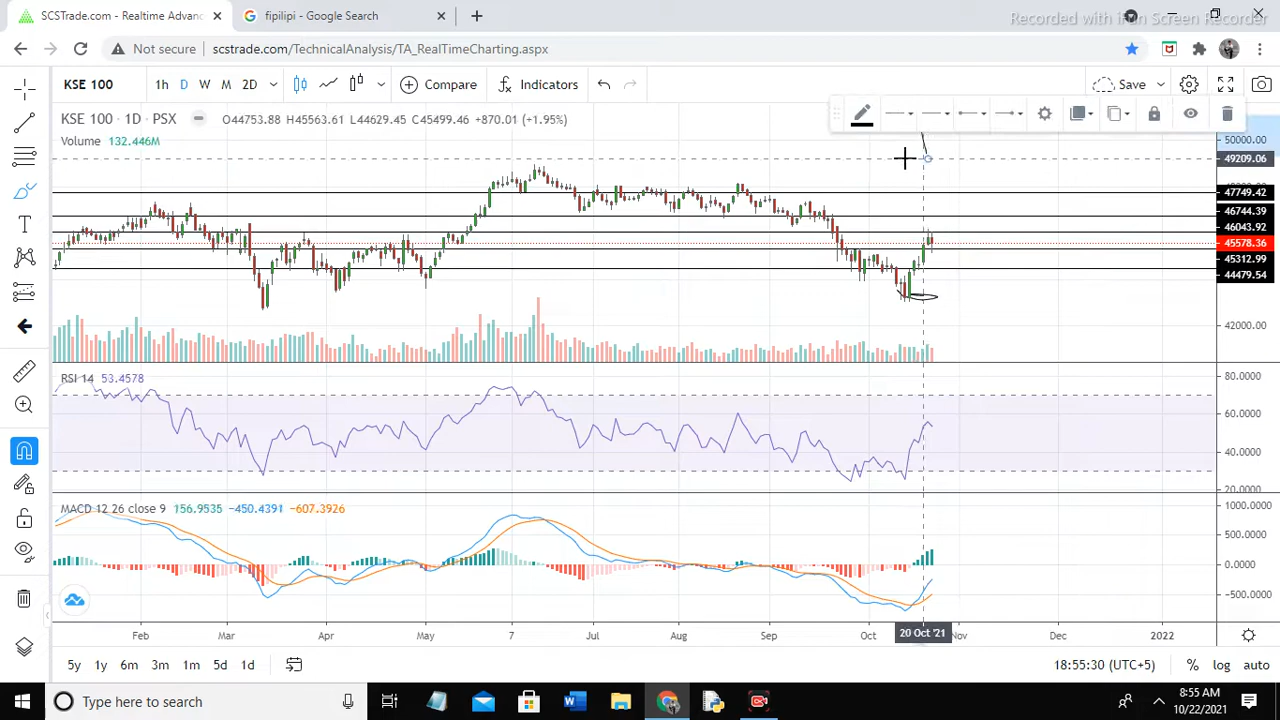 SCSTrade.com - Realtime Advanc
fipilipi - Google Search
Recorded with iFun Screen Recorder
Not secure
scstrade.com/TechnicalAnalysis/TA_RealTimeCharting.aspx
KSE 100
1h D W M 2D
Compare
Indicators
Save
KSE 100 · 1D · PSX
O44753.88 H45563.61 L44629.45 C45499.46 +870.01 (+1.95%)
Volume 132.446M
50000.00
49209.06
47749.42
46744.39
46043.92
45578.36
45312.99
44479.54
42000.00
RSI 14 53.4578
80.0000
60.0000
40.0000
20.0000
MACD 12 26 close 9 156.9535 −450.4391 −607.3926
1000.0000
500.0000
0.0000
−500.0000
Feb Mar Apr May 7 Jul Aug Sep Oct 20 Oct '21 Nov Dec 2022
5y 1y 6m 3m 1m 5d 1d
18:55:30 (UTC+5) % log auto
Type here to search
8:55 AM
10/22/2021